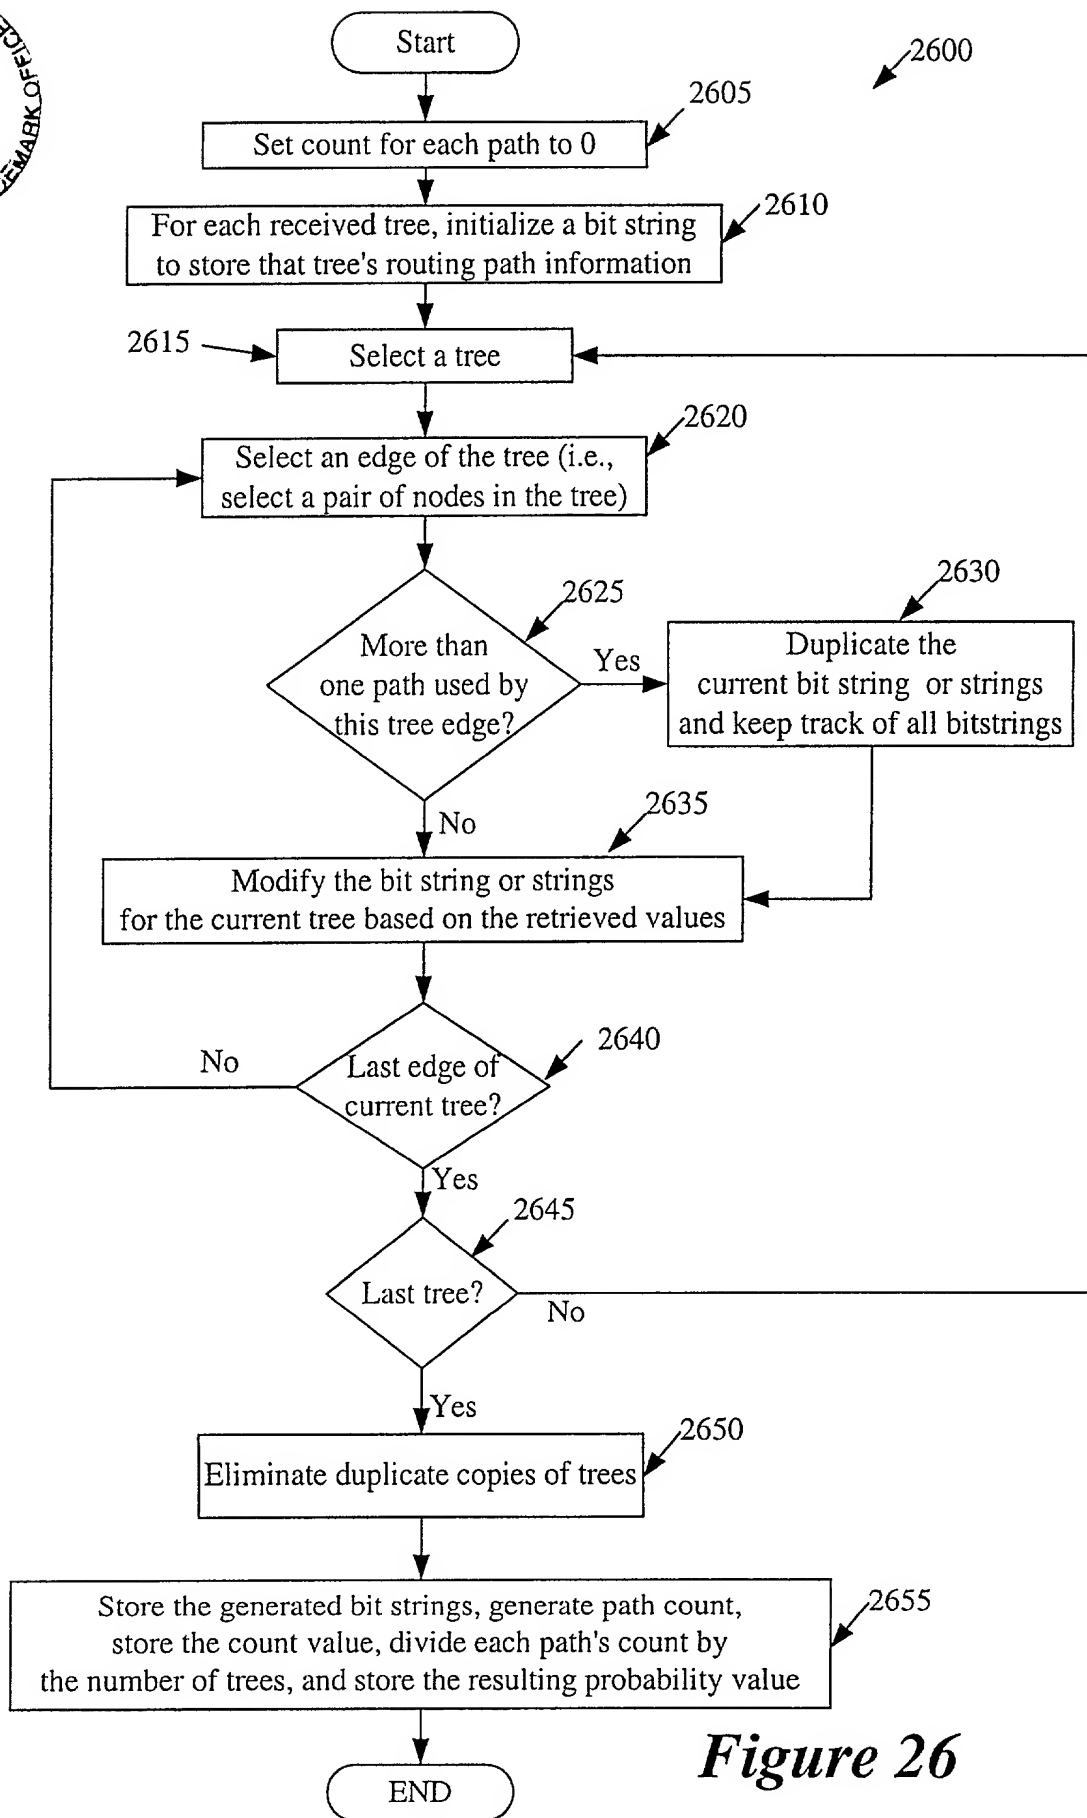 Start
2600
2605
Set count for each path to 0
2610
For each received tree, initialize a bit string
to store that tree's routing path information
2615
Select a tree
2620
Select an edge of the tree (i.e.,
select a pair of nodes in the tree)
2625
2630
More than
one path used by
this tree edge?
Yes
Duplicate the
current bit string or strings
and keep track of all bitstrings
No
2635
Modify the bit string or strings
for the current tree based on the retrieved values
2640
No
Last edge of
current tree?
Yes
2645
Last tree?
No
Yes
2650
Eliminate duplicate copies of trees
2655
Store the generated bit strings, generate path count,
store the count value, divide each path's count by
the number of trees, and store the resulting probability value
Figure 26
END
EMARK OFFICE